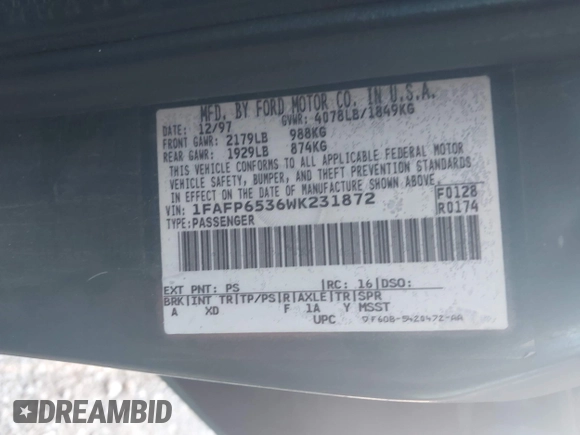 MFD. BY FORD MOTOR CO. IN U.S.A.
DATE: 12/97 GVWR: 4078LB/1849KG
FRONT GAWR: 2179LB 988KG
REAR GAWR: 1929LB 874KG
THIS VEHICLE CONFORMS TO ALL APPLICABLE FEDERAL MOTOR
VEHICLE SAFETY, BUMPER, AND THEFT PREVENTION STANDARDS
IN EFFECT ON THE DATE OF MANUFACTURE SHOWN ABOVE.
VIN: 1FAFP6536WK231872 F0128
TYPE: PASSENGER R0174
EXT PNT: PS RC: 16 DSO:
BRK INT TR TP/PS R AXLE TR SPR
A XD F 1A Y MSST
UPC
DREAMBID